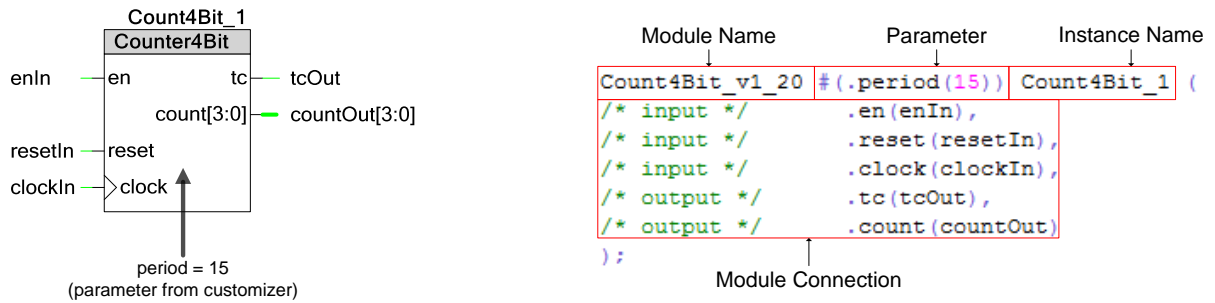 Count4Bit_1
Counter4Bit
enIn en tc tcOut
count[3:0] countOut[3:0]
resetIn reset
clockIn clock
period = 15
(parameter from customizer)
Module Name Parameter Instance Name
Count4Bit_v1_20 #(.period(15)) Count4Bit_1 (
/* input */ .en(enIn),
/* input */ .reset(resetIn),
/* input */ .clock(clockIn),
/* output */ .tc(tcOut),
/* output */ .count(countOut)
);
Module Connection